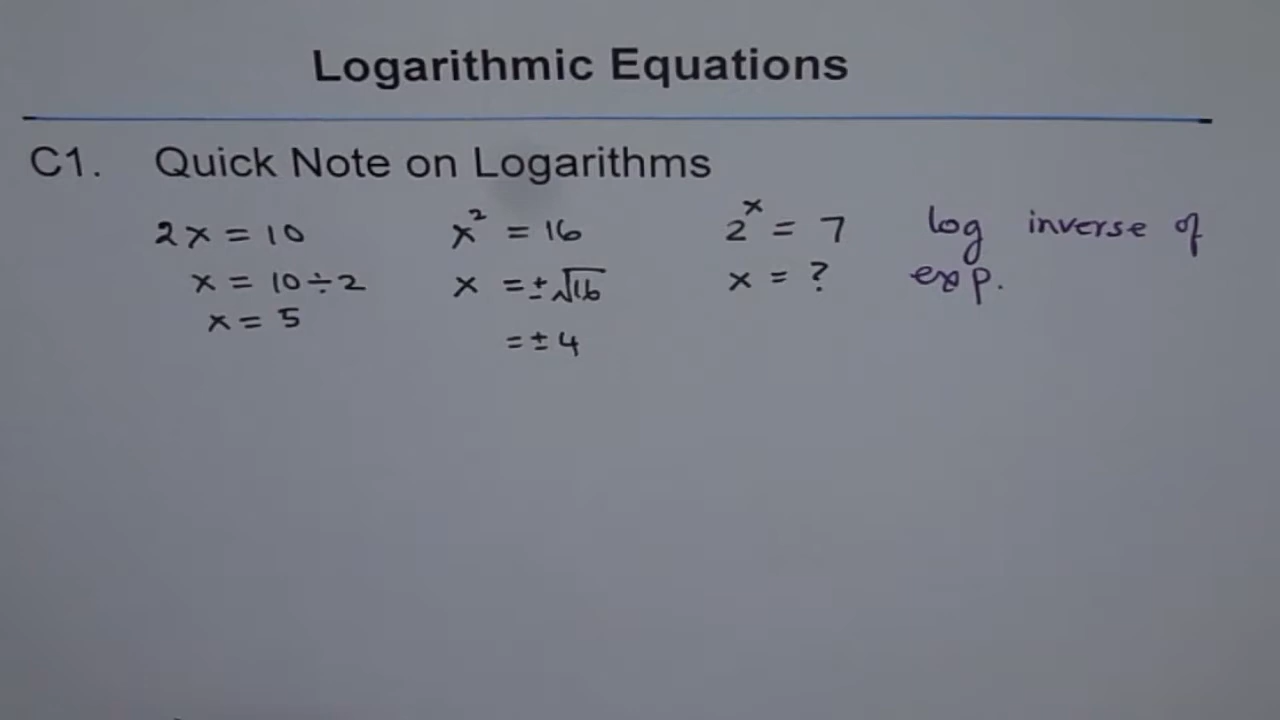 Logarithmic Equations
C1. Quick Note on Logarithms
2x = 10
x = 10 ÷ 2
x = 5
x² = 16
x = ±√16
= ± 4
2ˣ = 7
x = ?
log inverse of
exp.